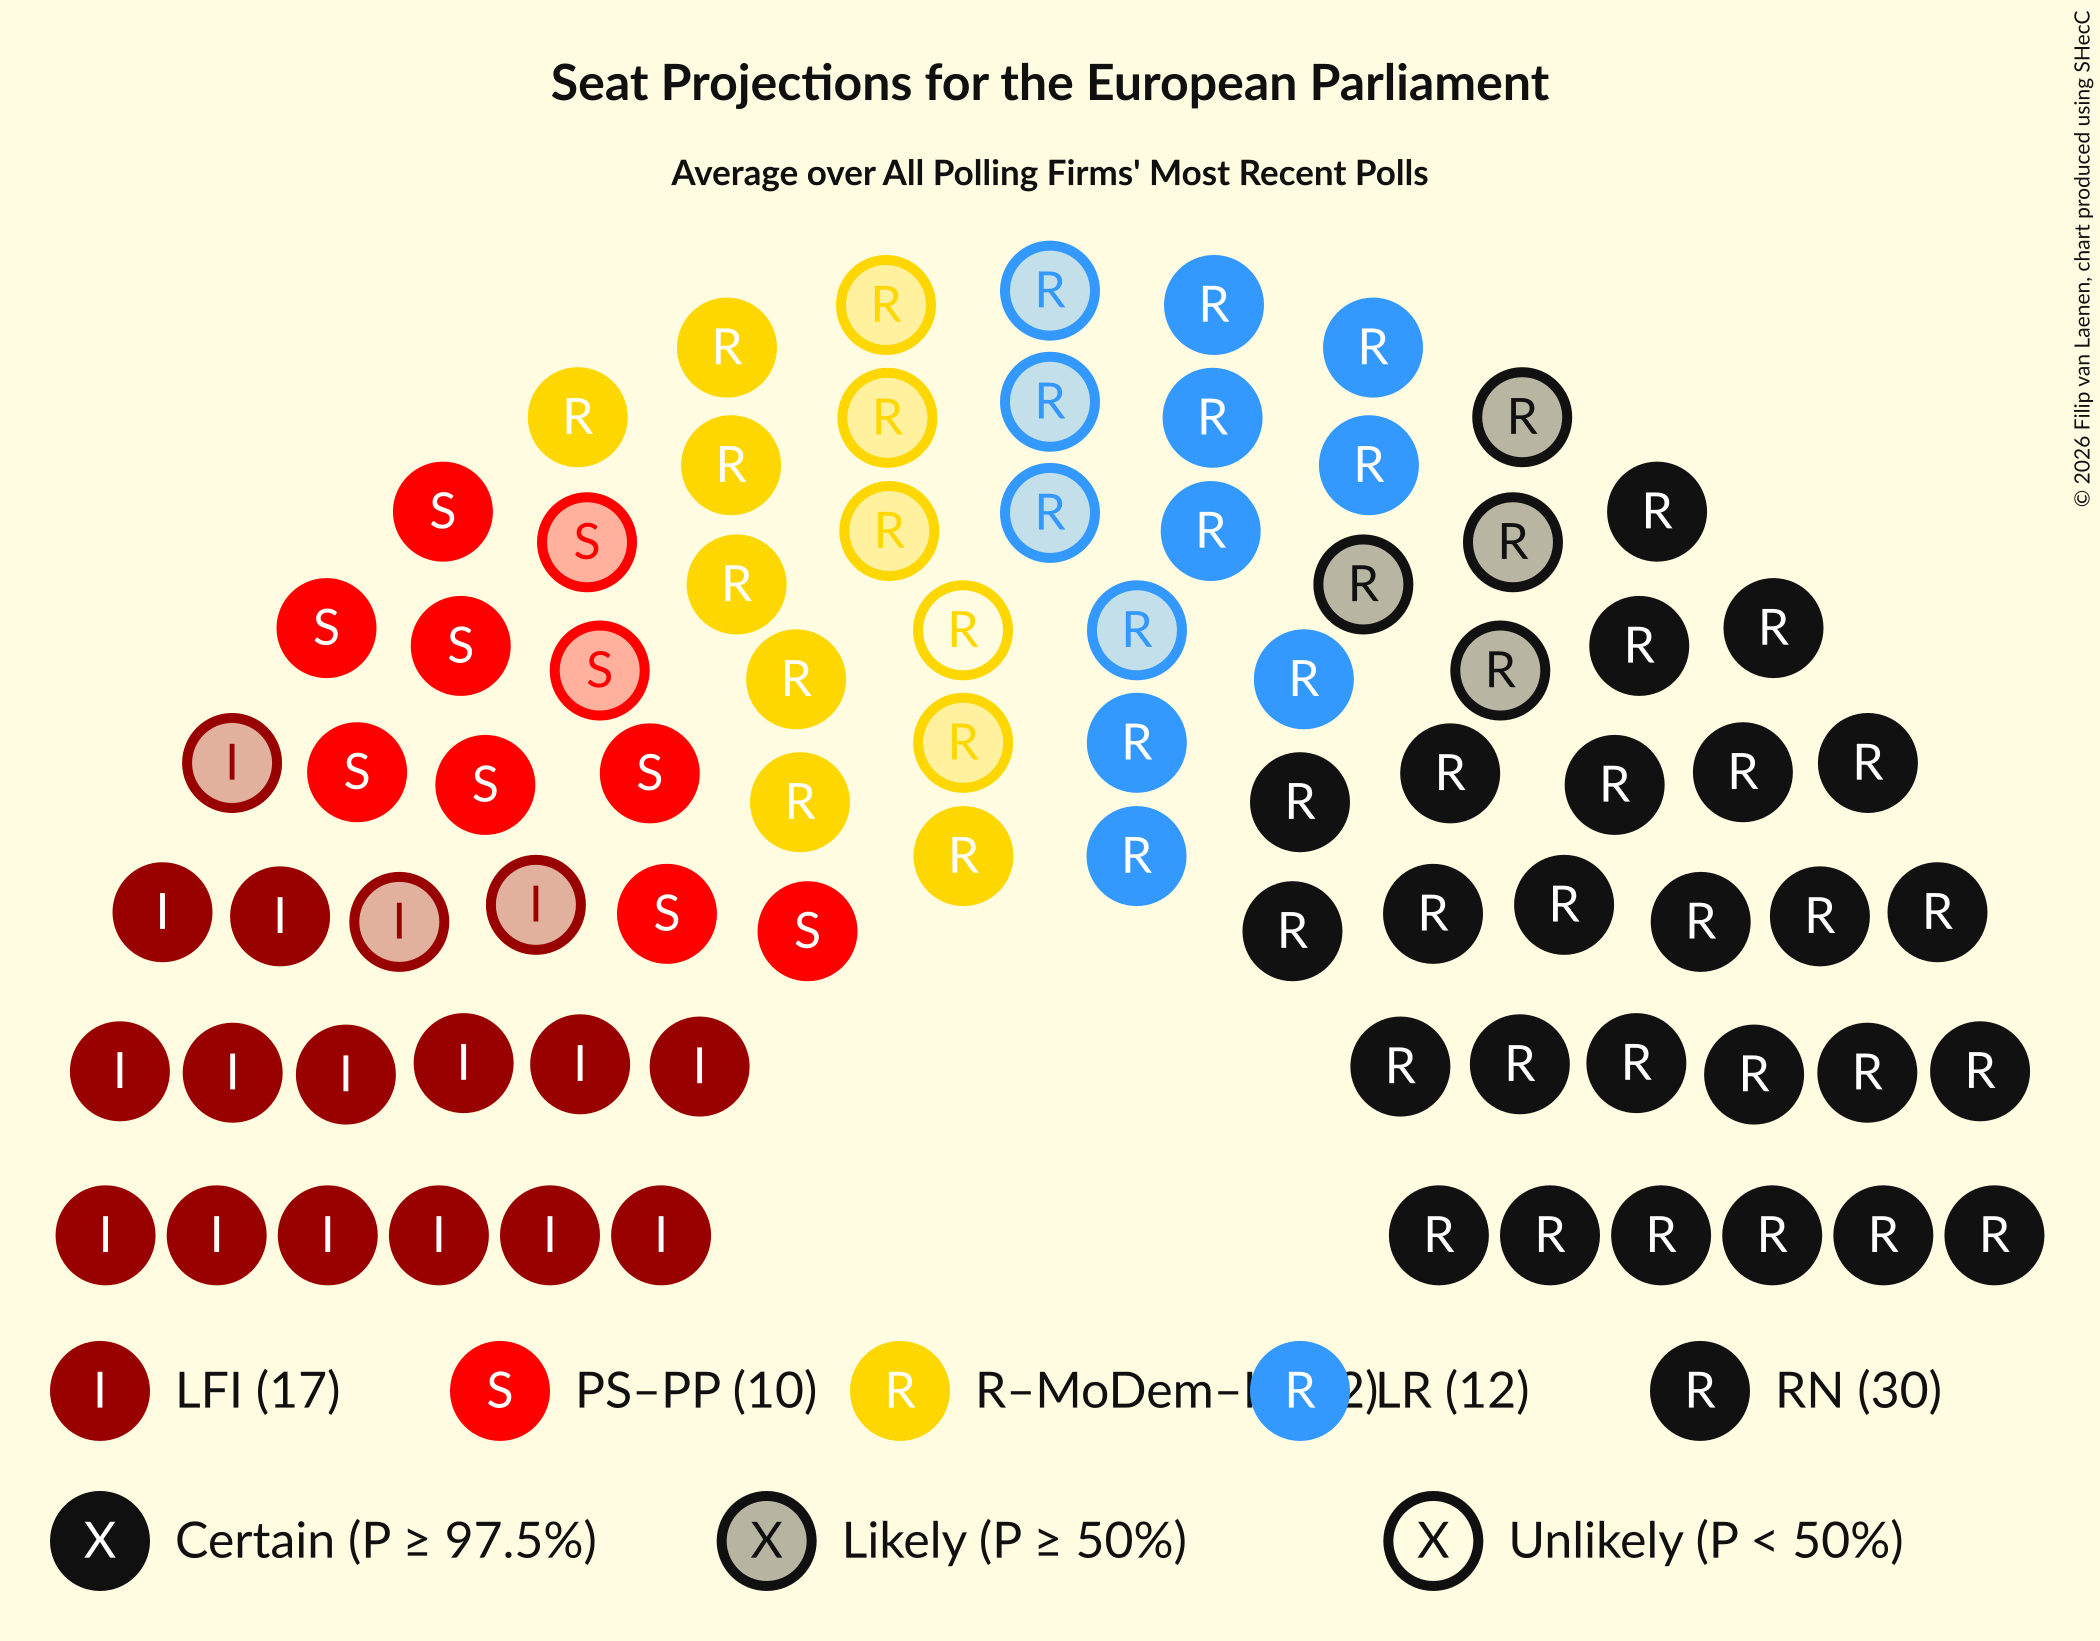 Seat Projections for the European Parliament
Average over All Polling Firms' Most Recent Polls
© 2026 Filip van Laenen, chart produced using SHecC
R R R R R
R R R R R
S S R R R R R R
S S S R R R R R R
I S S S R R R R R R R R
I I I I S S R R R R R R R R R R
I I I I I I R R R R R R
I I I I I I R R R R R R
I LFI (17) S PS–PP (10) R R–MoDem– 2) R LR (12) R RN (30)
X Certain (P ≥ 97.5%) X Likely (P ≥ 50%) X Unlikely (P < 50%)